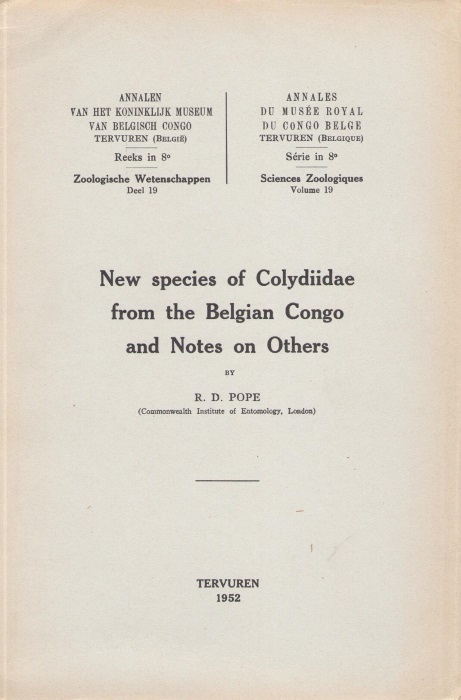 ANNALEN
VAN HET KONINKLIJK MUSEUM
VAN BELGISCH CONGO
TERVUREN (BELGIË)
Reeks in 8º
Zoologische Wetenschappen
Deel 19
ANNALES
DU MUSÉE ROYAL
DU CONGO BELGE
TERVUREN (BELGIQUE)
Série in 8º
Sciences Zoologiques
Volume 19
New species of Colydiidae
from the Belgian Congo
and Notes on Others
BY
R. D. POPE
(Commonwealth Institute of Entomology, London)
TERVUREN
1952